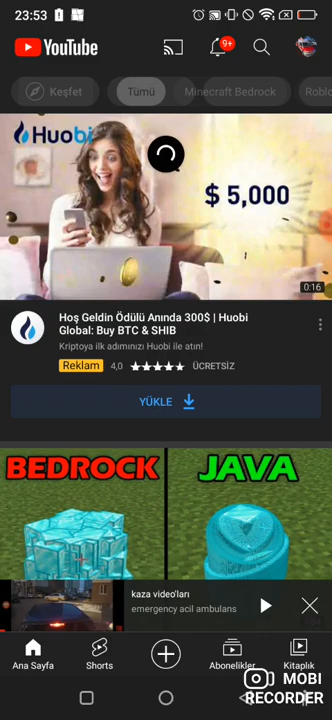 23:53
YouTube
9+
Keşfet
Tümü
Minecraft Bedrock
Roblo
Huobi
$ 5,000
0:16
Hoş Geldin Ödülü Anında 300$ | Huobi
Global: Buy BTC & SHIB
Kriptoya ilk adımınızı Huobi ile atın!
Reklam 4,0 ★★★★★ ÜCRETSİZ
YÜKLE
BEDROCK
JAVA
kaza video'ları
emergency acil ambulans
Ana Sayfa
Shorts
Abonelikler
Kitaplık
MOBI
RECORDER